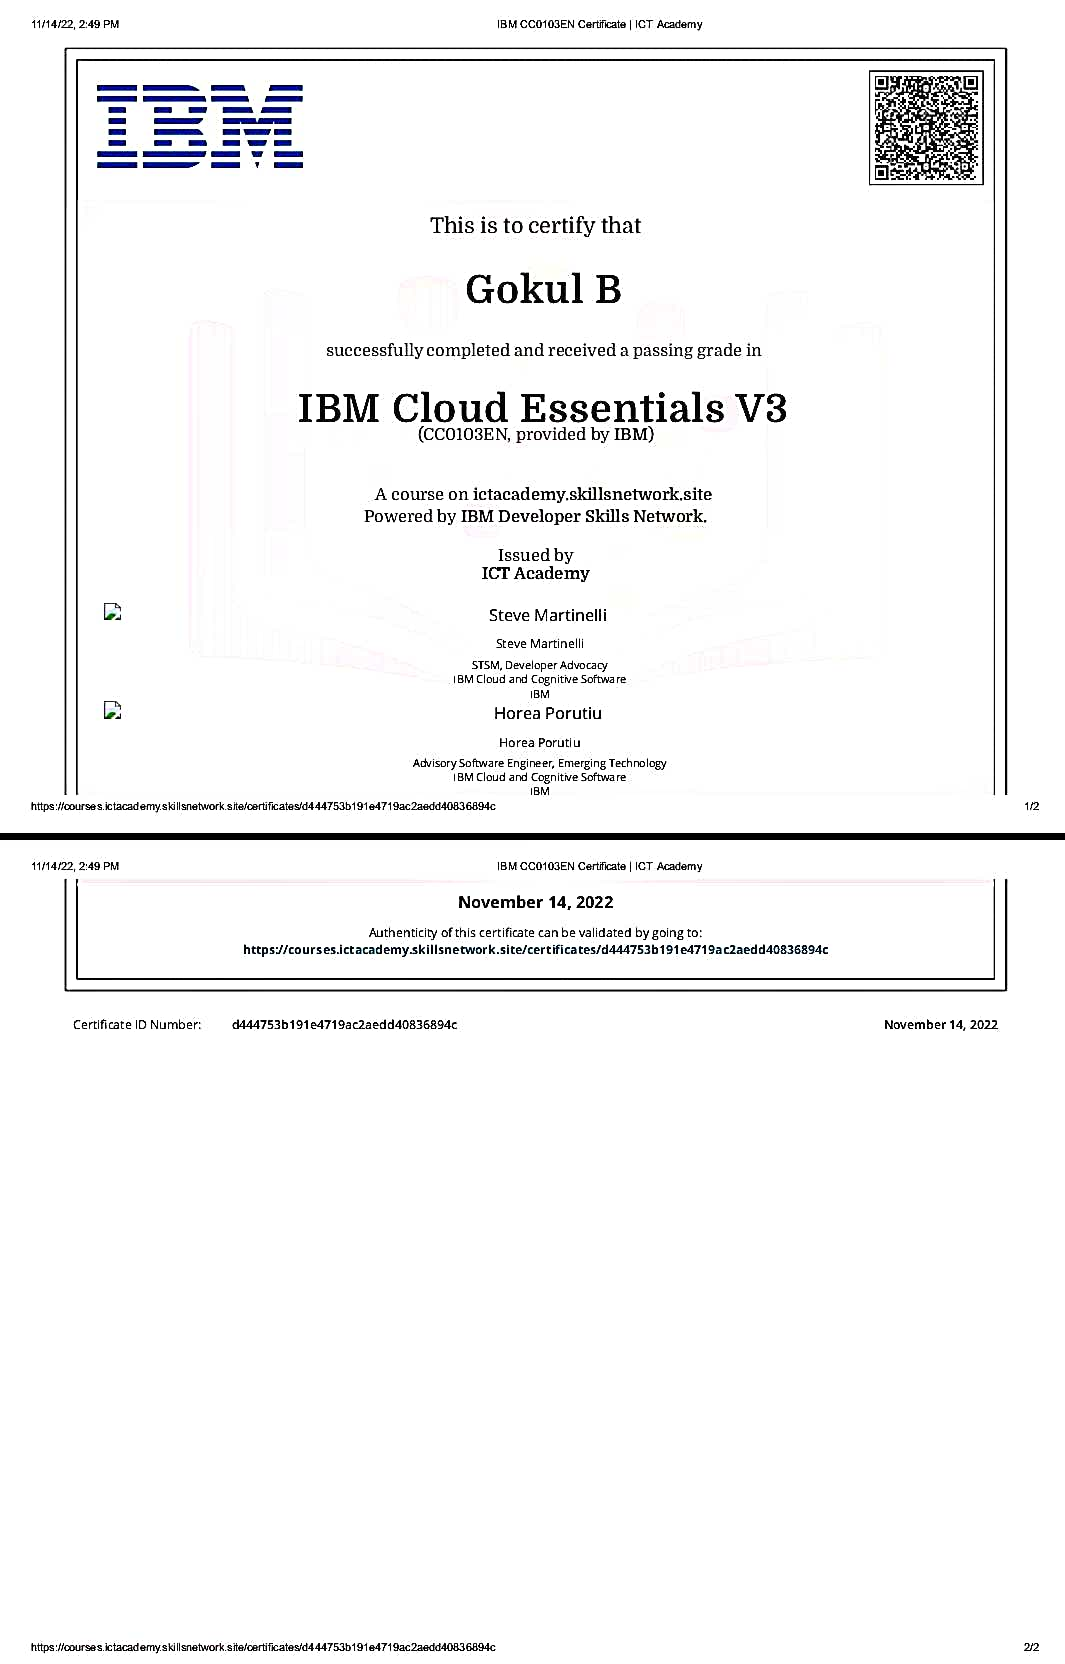 11/14/22, 2:49 PM IBM CC0103EN Certificate | ICT Academy
IBM
This is to certify that
Gokul B
successfully completed and received a passing grade in
IBM Cloud Essentials V3
(CC0103EN, provided by IBM)
A course on ictacademy.skillsnetwork.site
Powered by IBM Developer Skills Network.
Issued by
ICT Academy
Steve Martinelli
Steve Martinelli
STSM, Developer Advocacy
IBM Cloud and Cognitive Software
IBM
Horea Porutiu
Horea Porutiu
Advisory Software Engineer, Emerging Technology
IBM Cloud and Cognitive Software
IBM
https://courses.ictacademy.skillsnetwork.site/certificates/d444753b191e4719ac2aedd40836894c 1/2
11/14/22, 2:49 PM IBM CC0103EN Certificate | ICT Academy
November 14, 2022
Authenticity of this certificate can be validated by going to:
https://courses.ictacademy.skillsnetwork.site/certificates/d444753b191e4719ac2aedd40836894c
Certificate ID Number: d444753b191e4719ac2aedd40836894c November 14, 2022
https://courses.ictacademy.skillsnetwork.site/certificates/d444753b191e4719ac2aedd40836894c 2/2